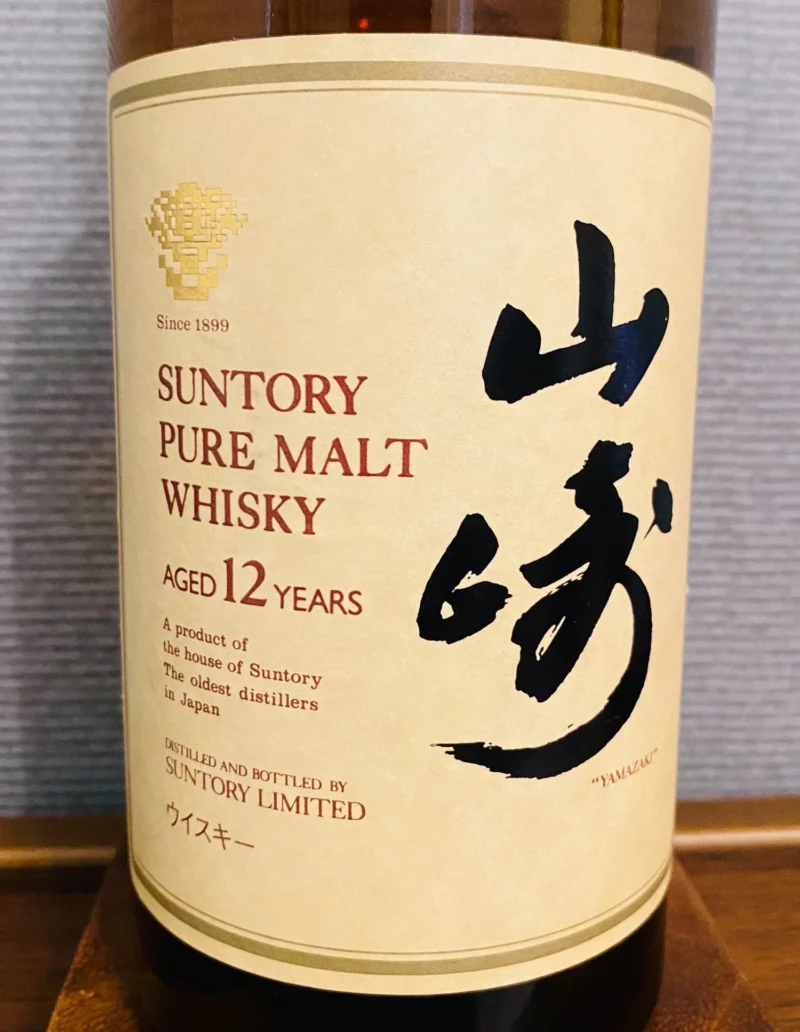 Since 1899
SUNTORY
PURE MALT
WHISKY
AGED 12 YEARS
A product of
the house of Suntory
The oldest distillers
in Japan
DISTILLED AND BOTTLED BY
SUNTORY LIMITED
ウイスキー
山崎
“YAMAZAKI”